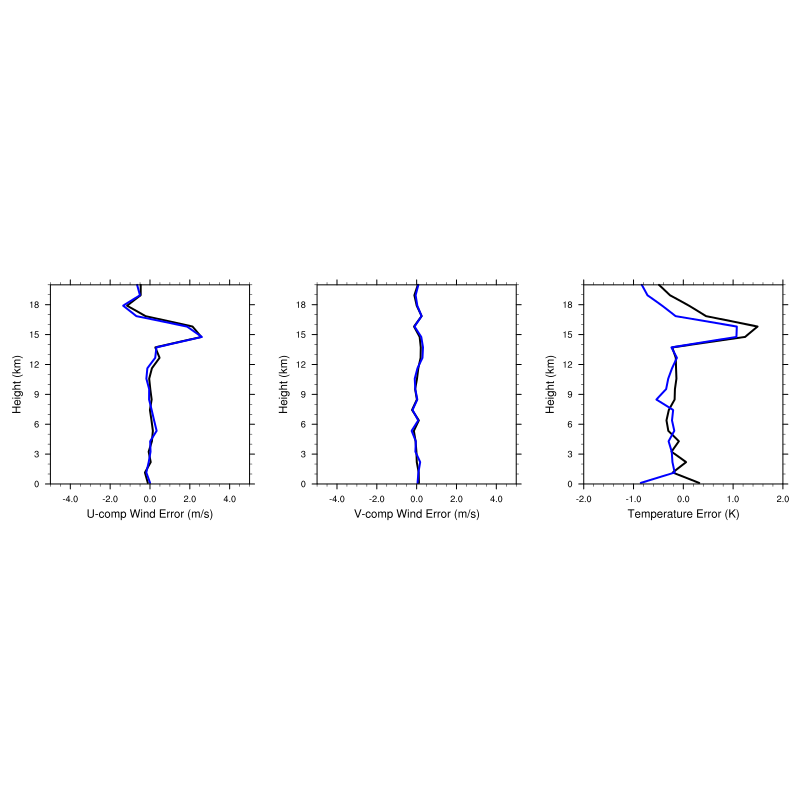 18
15
12
9
6
3
0
-4.0 -2.0 0.0 2.0 4.0
Height (km)
U-comp Wind Error (m/s)
18
15
12
9
6
3
0
-4.0 -2.0 0.0 2.0 4.0
Height (km)
V-comp Wind Error (m/s)
18
15
12
9
6
3
0
-2.0 -1.0 0.0 1.0 2.0
Height (km)
Temperature Error (K)